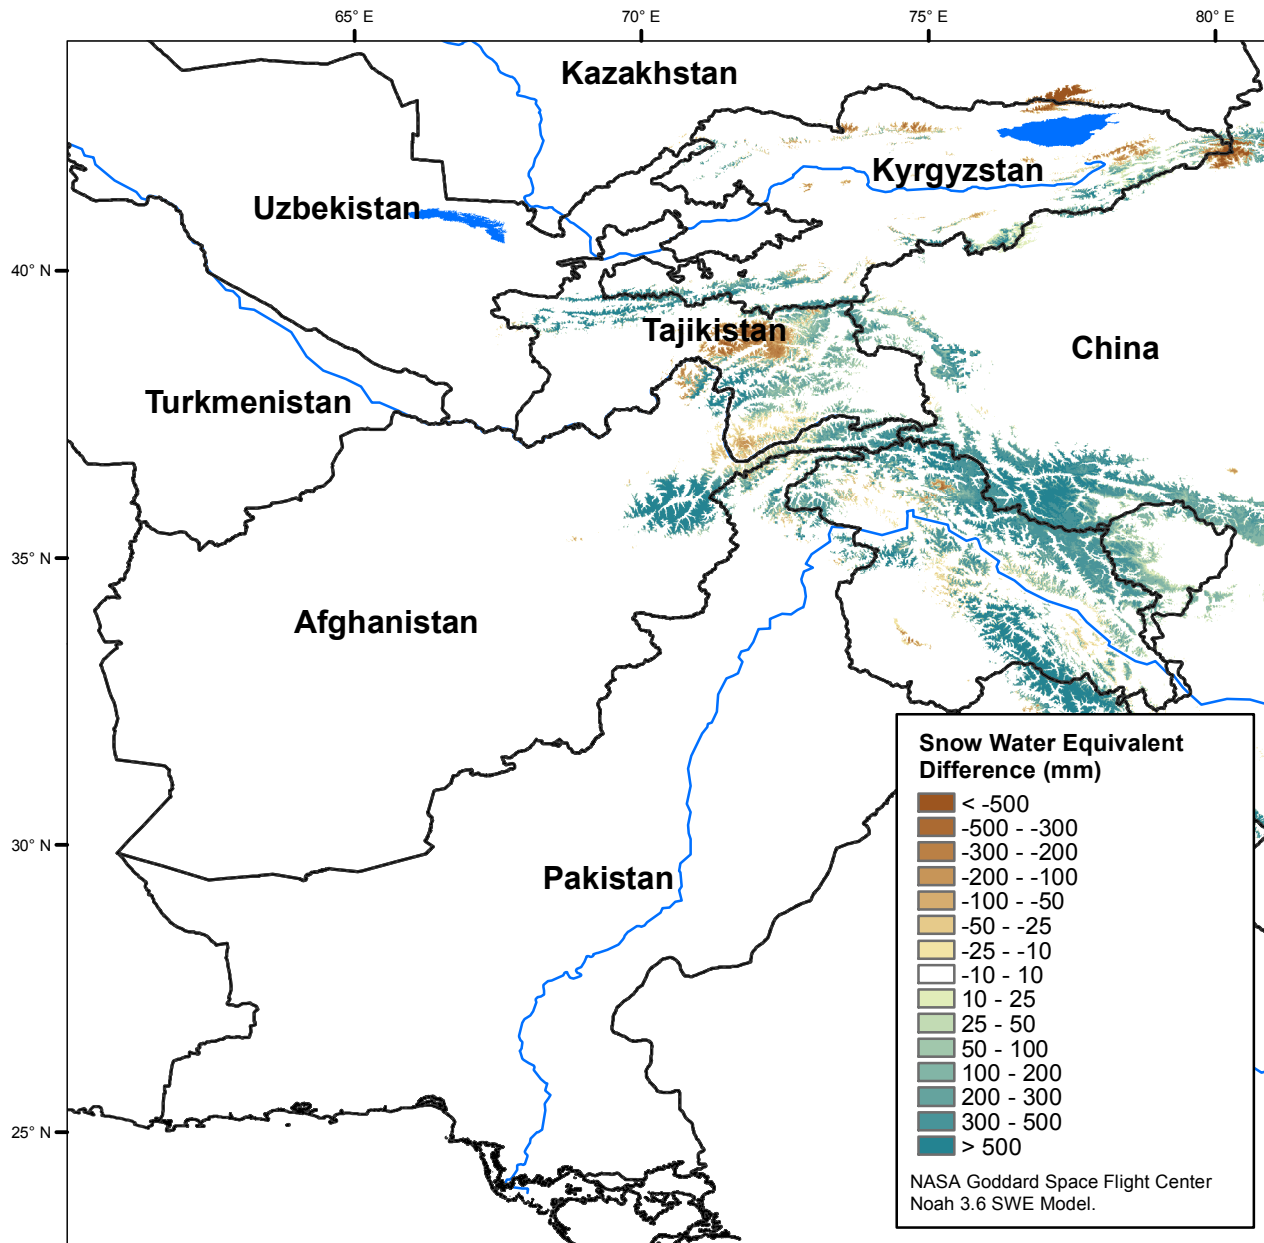 65° E
70° E
75° E
80° E
Kazakhstan
Kyrgyzstan
Uzbekistan
40° N
Tajikistan
China
Turkmenistan
35° N
Afghanistan
Snow Water Equivalent
Difference (mm)
< -500
-500 - -300
-300 - -200
-200 - -100
-100 - -50
-50 - -25
-25 - -10
-10 - 10
10 - 25
25 - 50
50 - 100
100 - 200
200 - 300
300 - 500
> 500
NASA Goddard Space Flight Center
Noah 3.6 SWE Model.
30° N
Pakistan
25° N